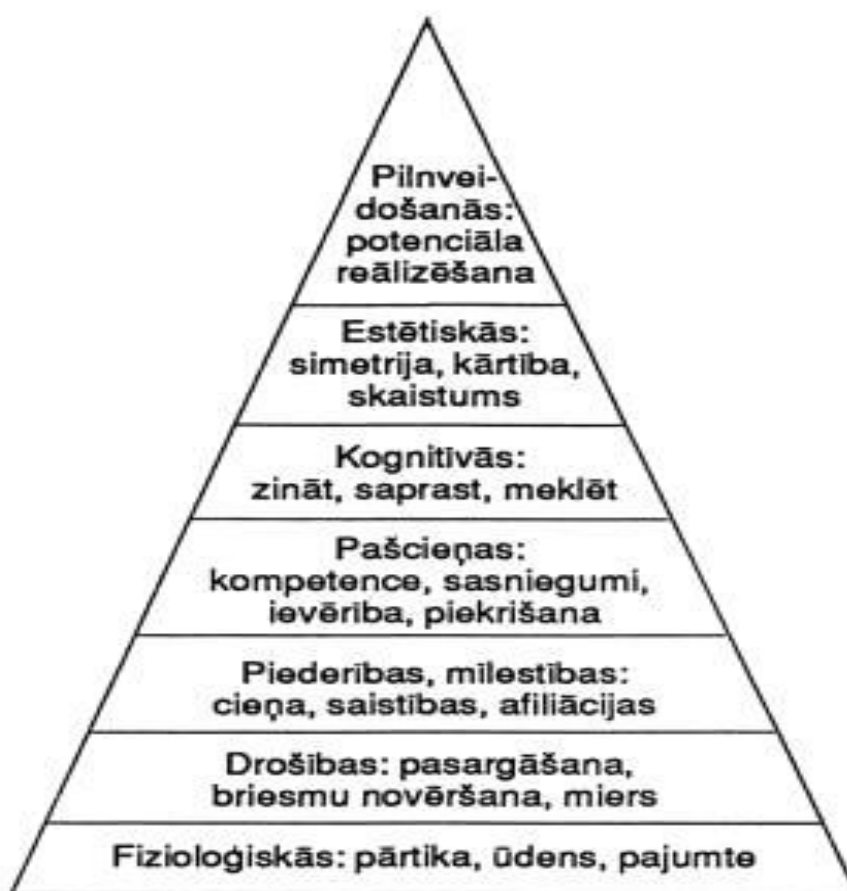 Pilnvei-
došanās:
potenciāla
reālizēšana
Estētiskās:
simetrija, kārtība,
skaistums
Kognitīvās:
zināt, saprast, meklēt
Pašcieņas:
kompetence, sasniegumi,
ievērība, piekrišana
Piederības, mīlestības:
cieņa, saistības, afiliācijas
Drošības: pasargāšana,
briesmu novēršana, miers
Fizioloģiskās: pārtika, ūdens, pajumte